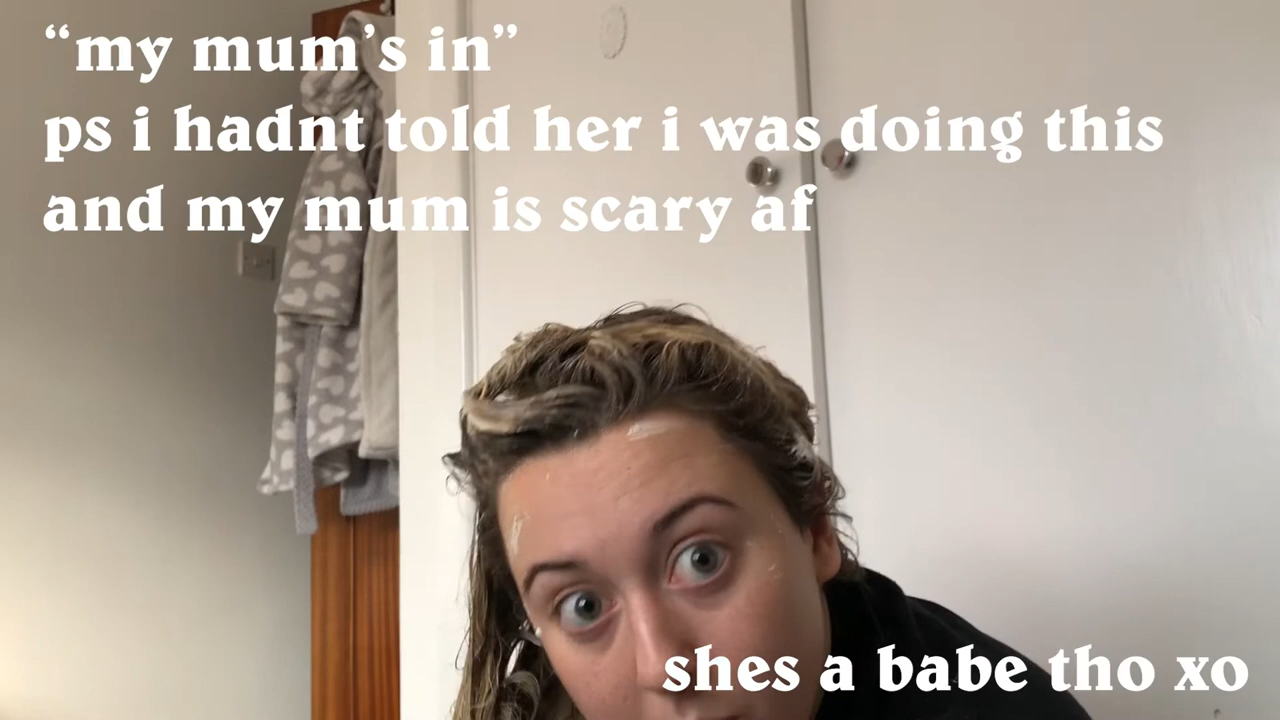 “my mum’s in”
ps i hadnt told her i was doing this
and my mum is scary af
shes a babe tho xo